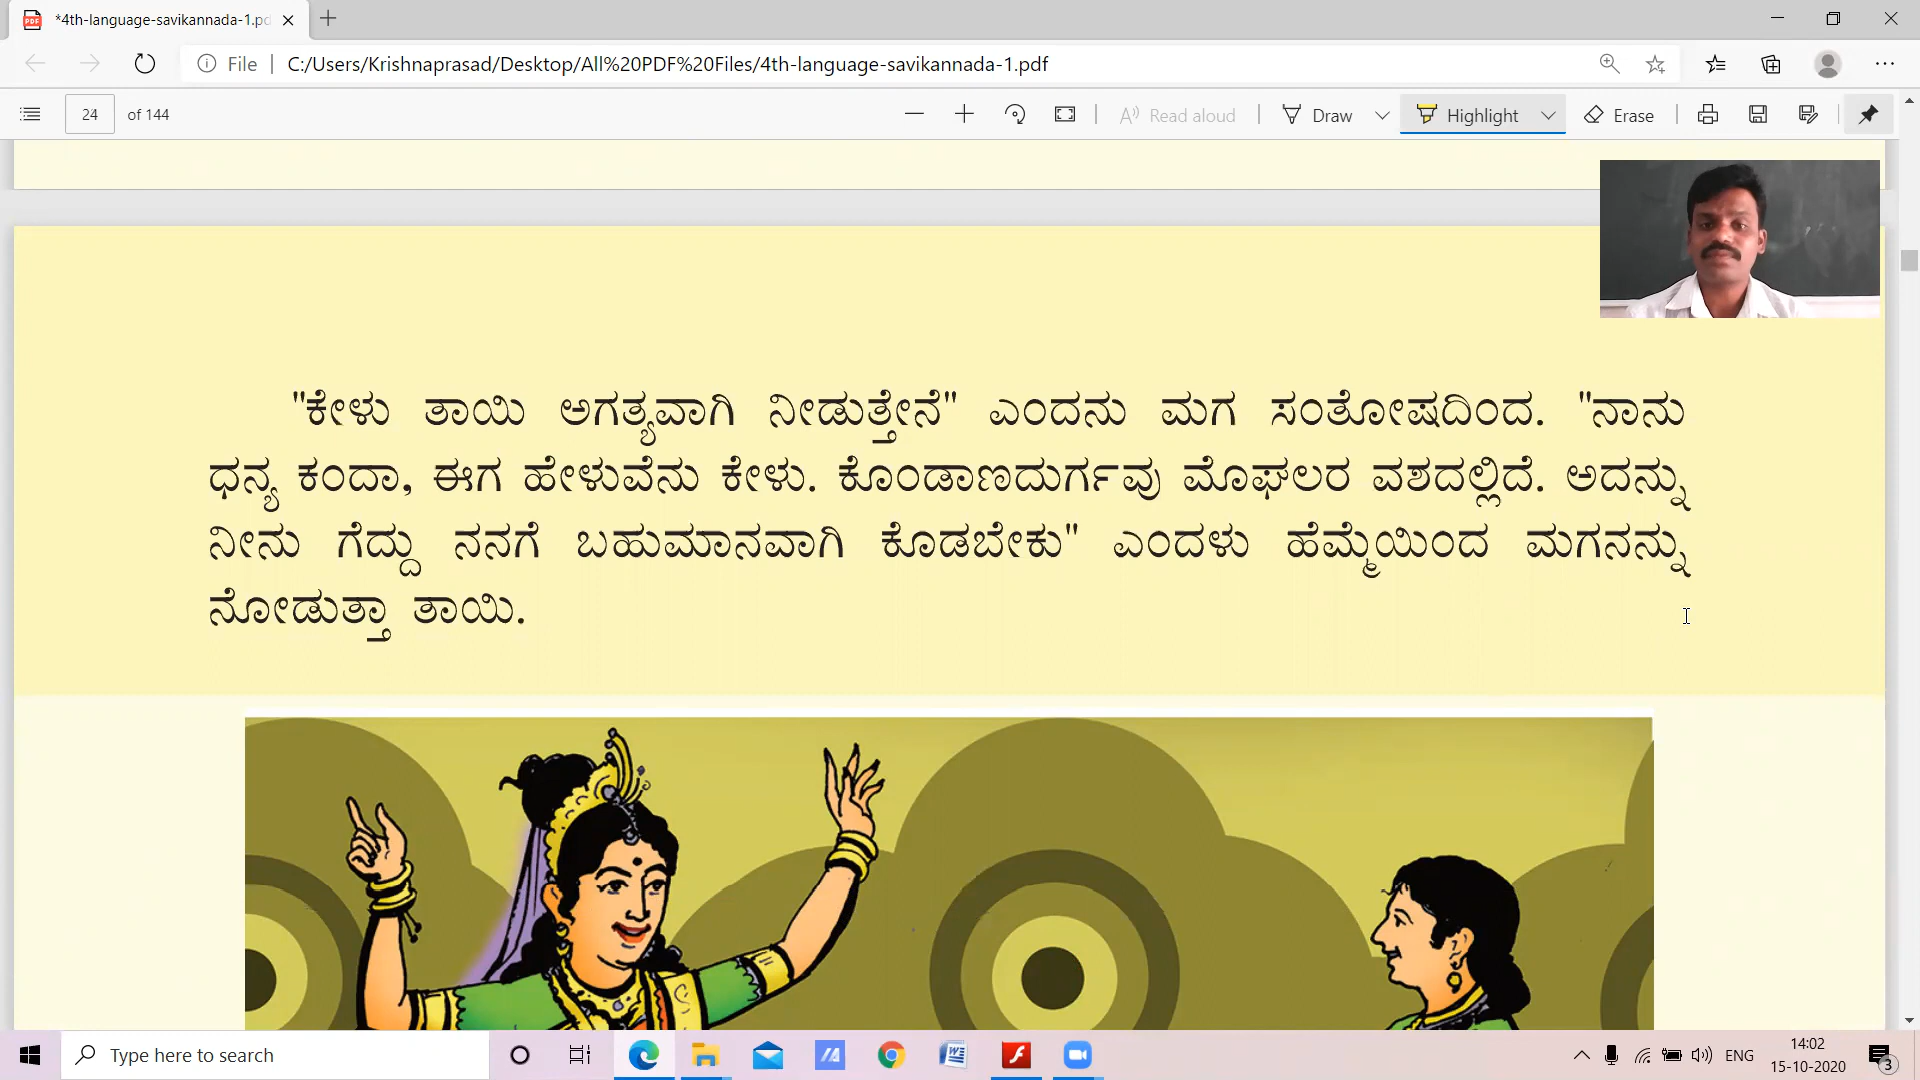 *4th-language-savikannada-1.pd
File
C:/Users/Krishnaprasad/Desktop/All%20PDF%20Files/4th-language-savikannada-1.pdf
24 of 144
Read aloud
Draw
Highlight
Erase
"ಕೇಳು ತಾಯಿ ಅಗತ್ಯವಾಗಿ ನೀಡುತ್ತೇನೆ" ಎಂದನು ಮಗ ಸಂತೋಷದಿಂದ. "ನಾನು
ಧನ್ಯ ಕಂದಾ, ಈಗ ಹೇಳುವೆನು ಕೇಳು. ಕೊಂಡಾಣದುರ್ಗವು ಮೊಘಲರ ವಶದಲ್ಲಿದೆ. ಅದನ್ನು
ನೀನು ಗೆದ್ದು ನನಗೆ ಬಹುಮಾನವಾಗಿ ಕೊಡಬೇಕು" ಎಂದಳು ಹೆಮ್ಮೆಯಿಂದ ಮಗನನ್ನು
ನೋಡುತ್ತಾ ತಾಯಿ.
Type here to search
ENG
14:02
15-10-2020
3